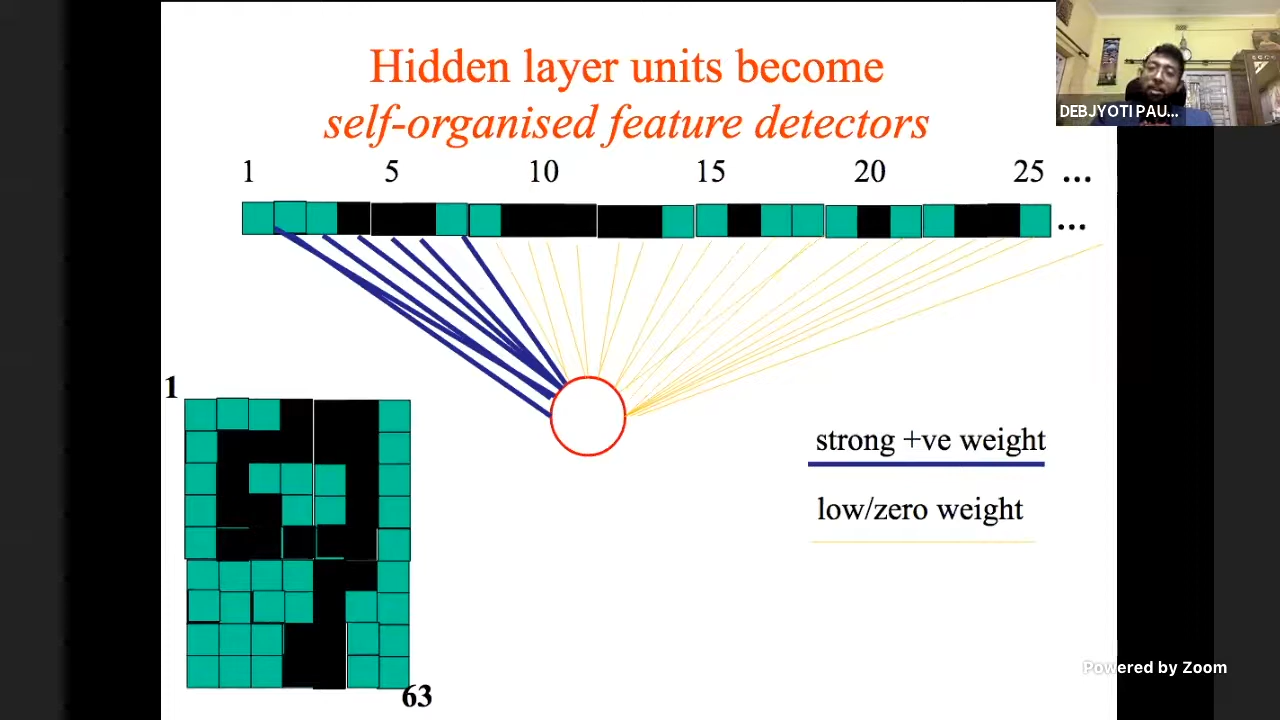 Hidden layer units become
self-organised feature detectors
DEBJYOTI PAU...
1 5 10 15 20 25 ...
...
1
strong +ve weight
low/zero weight
63
Powered by Zoom